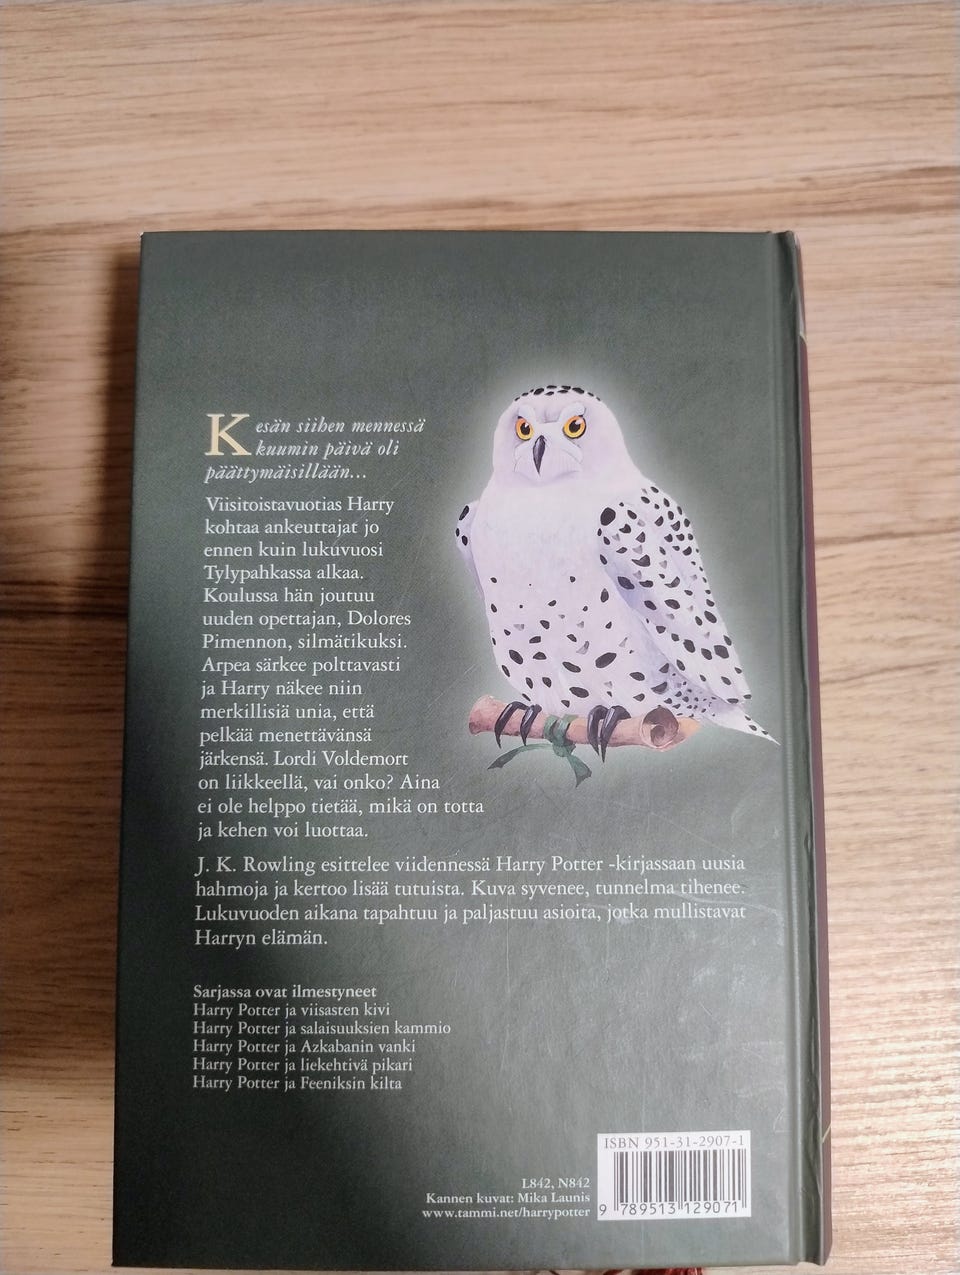 Kesän siihen mennessä
kuumin päivä oli
päättymäisillään...
Viisitoistavuotias Harry
kohtaa ankeuttajat jo
ennen kuin lukuvuosi
Tylypahkassa alkaa.
Koulussa hän joutuu
uuden opettajan, Dolores
Pimennon, silmätikuksi.
Arpea särkee polttavasti
ja Harry näkee niin
merkillisiä unia, että
pelkää menettävänsä
järkensä. Lordi Voldemort
on liikkeellä, vai onko? Aina
ei ole helppo tietää, mikä on totta
ja kehen voi luottaa.
J. K. Rowling esittelee viidennessä Harry Potter -kirjassaan uusia
hahmoja ja kertoo lisää tutuista. Kuva syvenee, tunnelma tihenee.
Lukuvuoden aikana tapahtuu ja paljastuu asioita, jotka mullistavat
Harryn elämän.
Sarjassa ovat ilmestyneet
Harry Potter ja viisasten kivi
Harry Potter ja salaisuuksien kammio
Harry Potter ja Azkabanin vanki
Harry Potter ja liekehtivä pikari
Harry Potter ja Feeniksin kilta
L842, N842
Kannen kuvat: Mika Launis
www.tammi.net/harrypotter
ISBN 951-31-2907-1
9 789513 129071